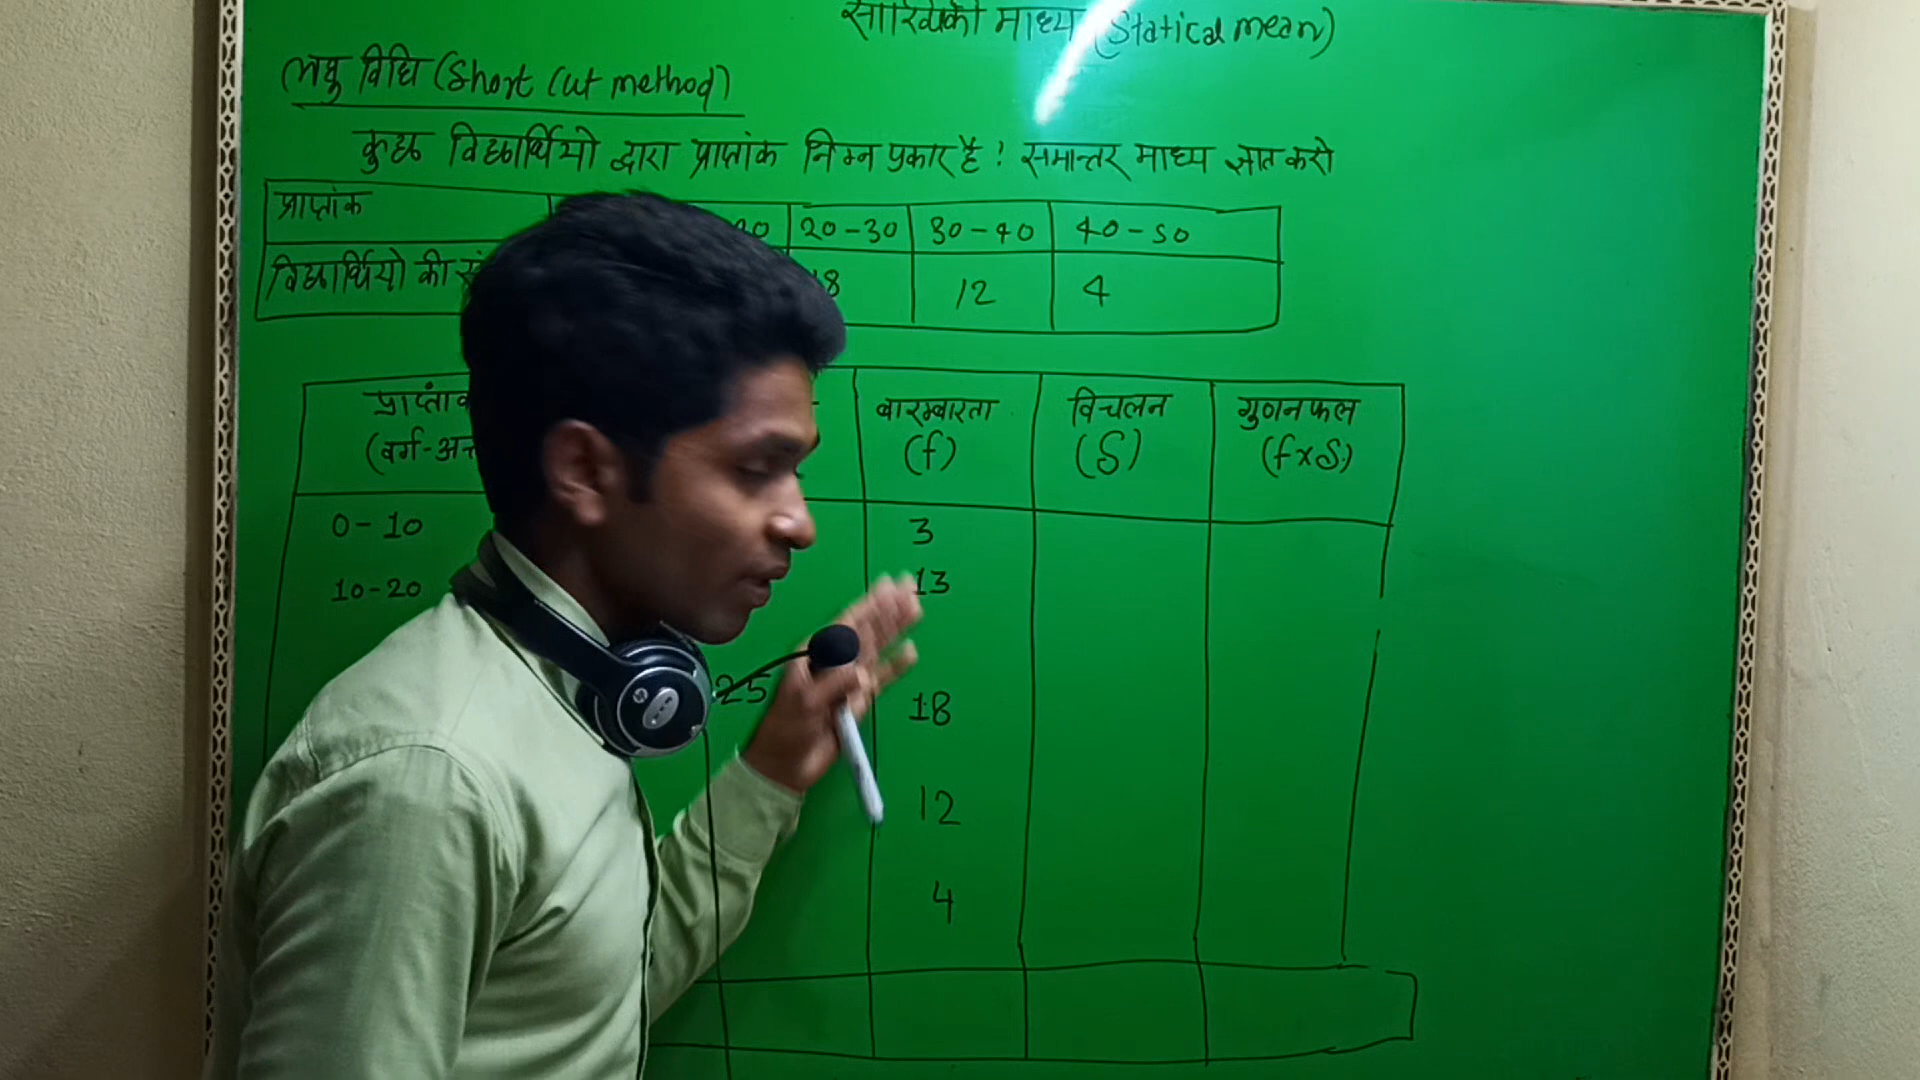 सांख्यिकी माध्य (Statical mean)
लघु विधि (Short Cut method)
कुछ विद्यार्थियो द्वारा प्राप्तांक निम्न प्रकार है : समान्तर माध्य ज्ञात करो
प्राप्तांक 20-30 30-40 40-50
विद्यार्थियो की 12 4
बारम्बारता विचलन गुणनफल
(f) (S) (f×S)
0-10 3
10-20 13
25 18
12
4